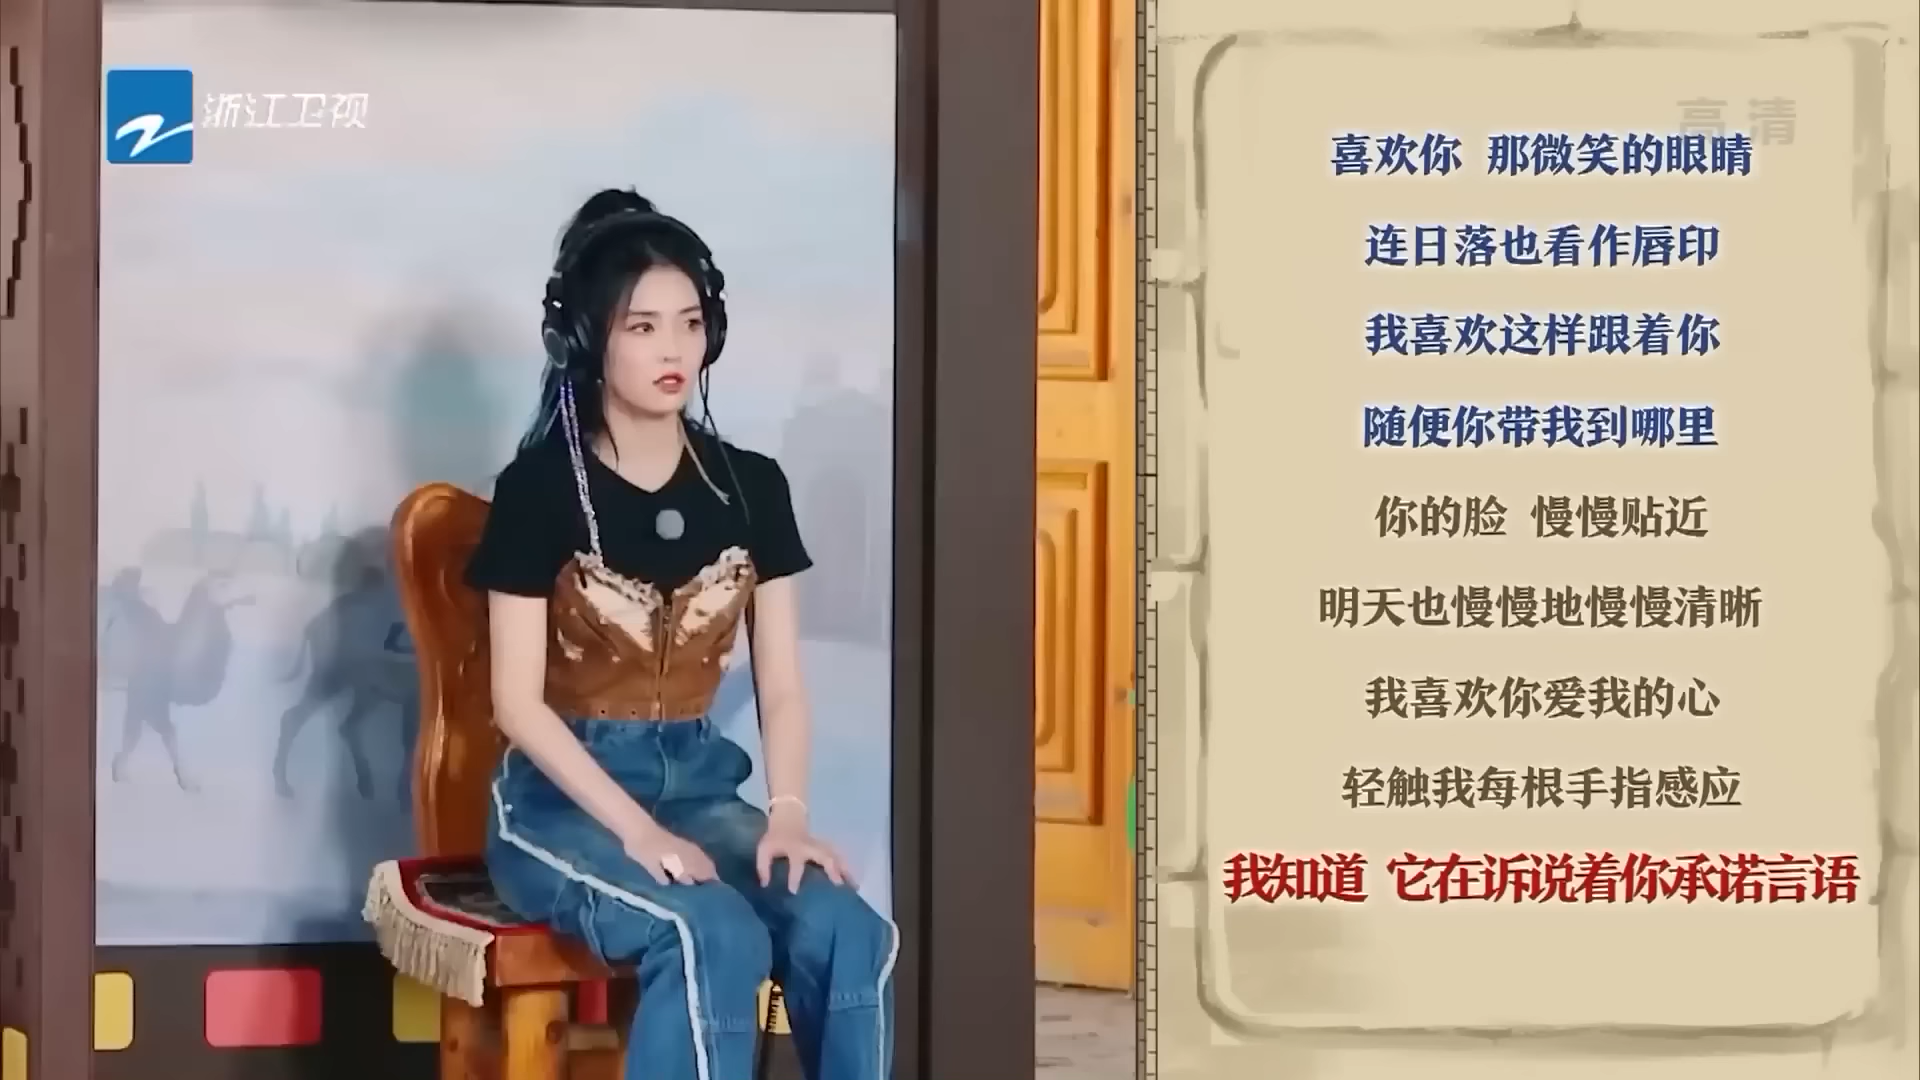 浙江卫视
高清
喜欢你 那微笑的眼睛
连日落也看作唇印
我喜欢这样跟着你
随便你带我到哪里
你的脸 慢慢贴近
明天也慢慢地慢慢清晰
我喜欢你爱我的心
轻触我每根手指感应
我知道 它在诉说着你承诺言语